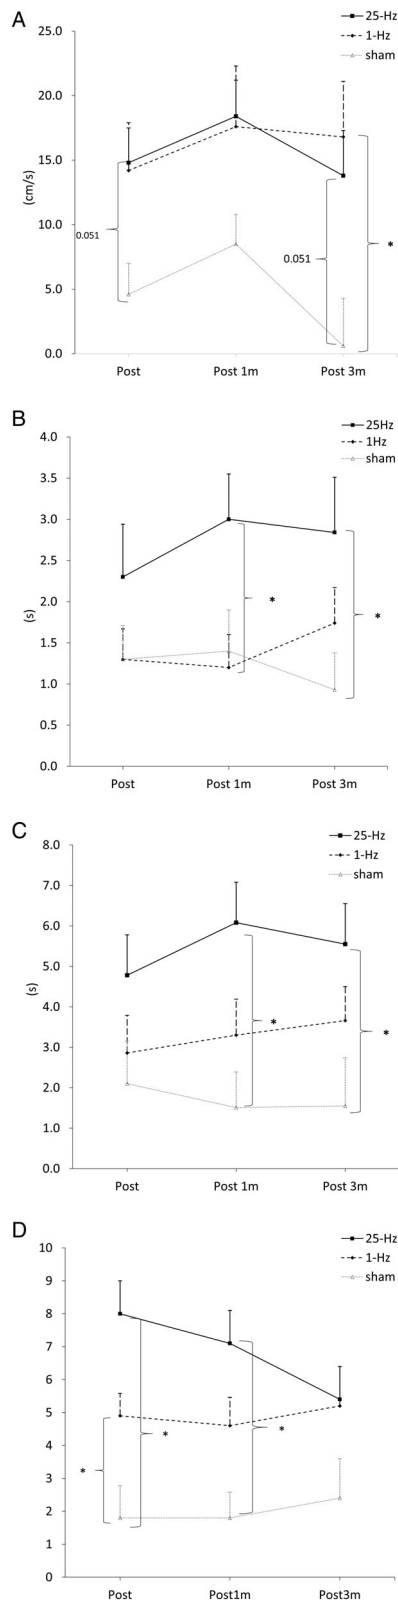 A
25-Hz
1-Hz
sham
25.0
20.0
15.0
10.0
5.0
0.0
(cm/s)
0.051
0.051
*
Post Post 1m Post 3m
B
25Hz
1Hz
sham
4.0
3.5
3.0
2.5
2.0
1.5
1.0
0.5
0.0
(s)
*
*
Post Post 1m Post 3m
C
25-Hz
1-Hz
sham
8.0
7.0
6.0
5.0
4.0
3.0
2.0
1.0
0.0
(s)
*
*
Post Post 1m Post 3m
D
25-Hz
1-Hz
sham
10
9
8
7
6
5
4
3
2
1
0
*
*
*
Post Post1m Post3m